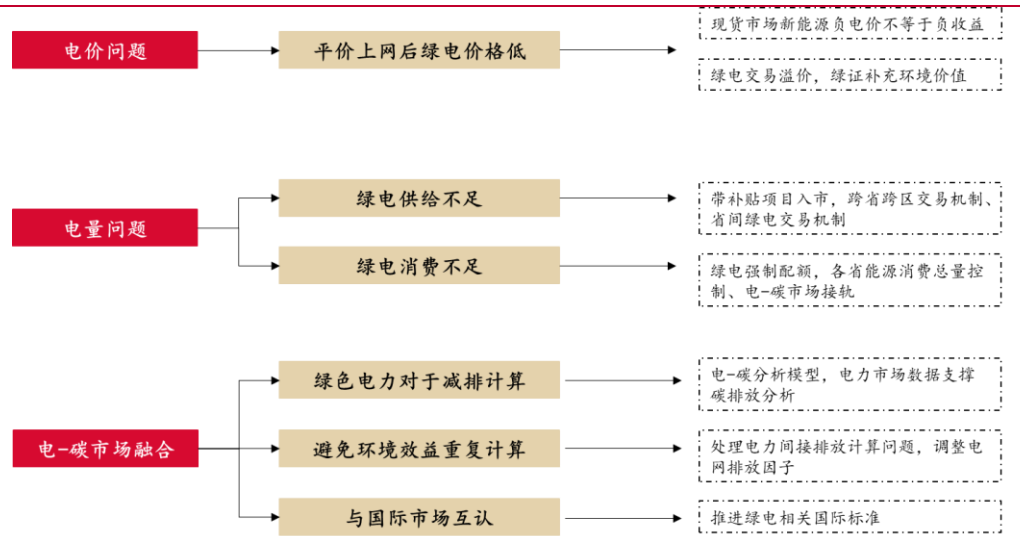 现货市场新能源负电价不等于负收益
电价问题
平价上网后绿电价格低
绿电交易溢价，绿证补充环境价值
绿电供给不足
带补贴项目入市，跨省跨区交易机制、
省间绿电交易机制
电量问题
绿电消费不足
绿电强制配额，各省能源消费总量控
制、电-碳市场接轨
绿色电力对于减排计算
电-碳分析模型，电力市场数据支撑
碳排放分析
电-碳市场融合
避免环境效益重复计算
处理电力间接排放计算问题，调整电
网排放因子
与国际市场互认
推进绿电相关国际标准